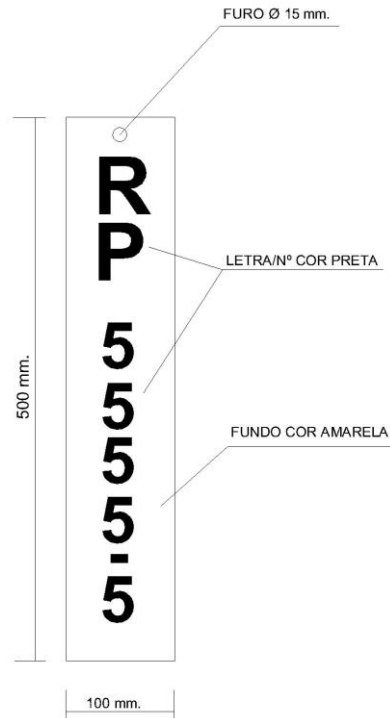 FURO Ø 15 mm.
R
P
LETRA/Nº COR PRETA
5
5
5
5
-
5
500 mm.
FUNDO COR AMARELA
100 mm.